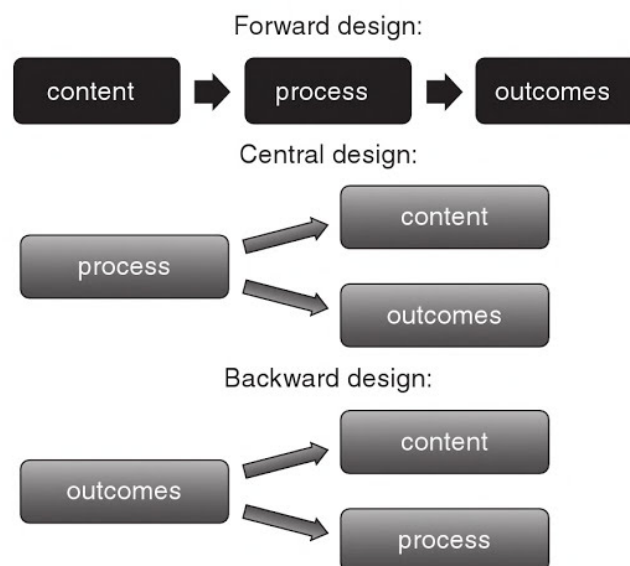 Forward design:
content process outcomes
Central design:
process
content
outcomes
Backward design:
outcomes
content
process